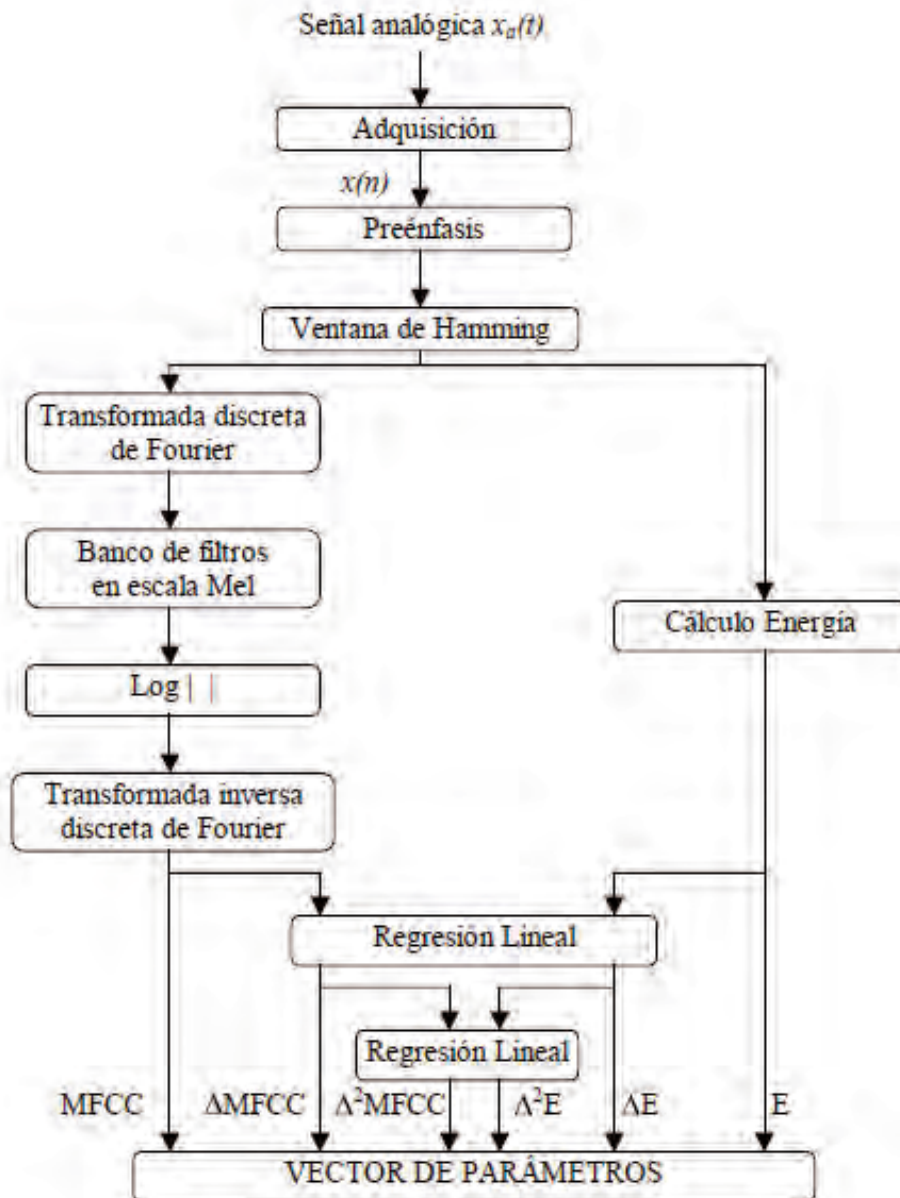 Señal analógica x_a(t)
Adquisición
x(n)
Preénfasis
Ventana de Hamming
Transformada discreta
de Fourier
Banco de filtros
en escala Mel
Cálculo Energía
Log | |
Transformada inversa
discreta de Fourier
Regresión Lineal
Regresión Lineal
MFCC ΔMFCC Δ²MFCC Δ²E ΔE E
VECTOR DE PARÁMETROS